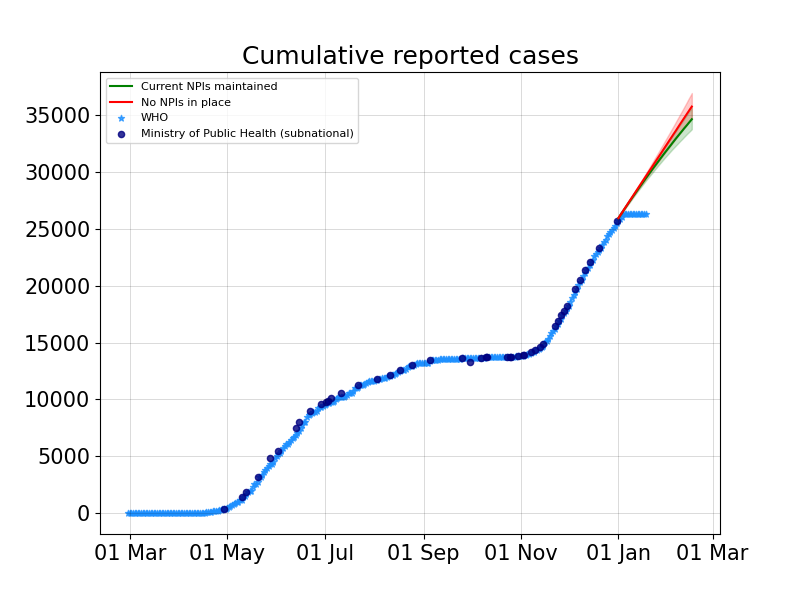 Cumulative reported cases
Current NPIs maintained
No NPIs in place
WHO
Ministry of Public Health (subnational)
35000
30000
25000
20000
15000
10000
5000
0
01 Mar 01 May 01 Jul 01 Sep 01 Nov 01 Jan 01 Mar